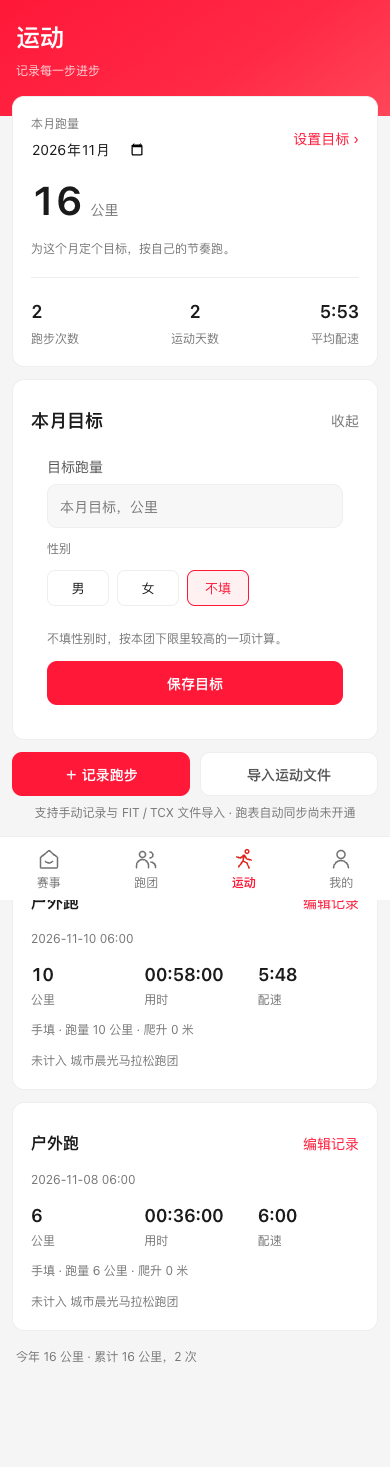 运动
记录每一步进步
本月跑量
2026年11月
设置目标 ›
16 公里
为这个月定个目标，按自己的节奏跑。
2 2 5:53
跑步次数 运动天数 平均配速
本月目标 收起
目标跑量
本月目标，公里
性别
男 女 不填
不填性别时，按本团下限里较高的一项计算。
保存目标
＋ 记录跑步 导入运动文件
支持手动记录与 FIT / TCX 文件导入 · 跑表自动同步尚未开通
赛事 跑团 运动 我的
户外跑 编辑记录
2026-11-10 06:00
10 00:58:00 5:48
公里 用时 配速
手填 · 跑量 10 公里 · 爬升 0 米
未计入 城市晨光马拉松跑团
户外跑 编辑记录
2026-11-08 06:00
6 00:36:00 6:00
公里 用时 配速
手填 · 跑量 6 公里 · 爬升 0 米
未计入 城市晨光马拉松跑团
今年 16 公里 · 累计 16 公里，2 次